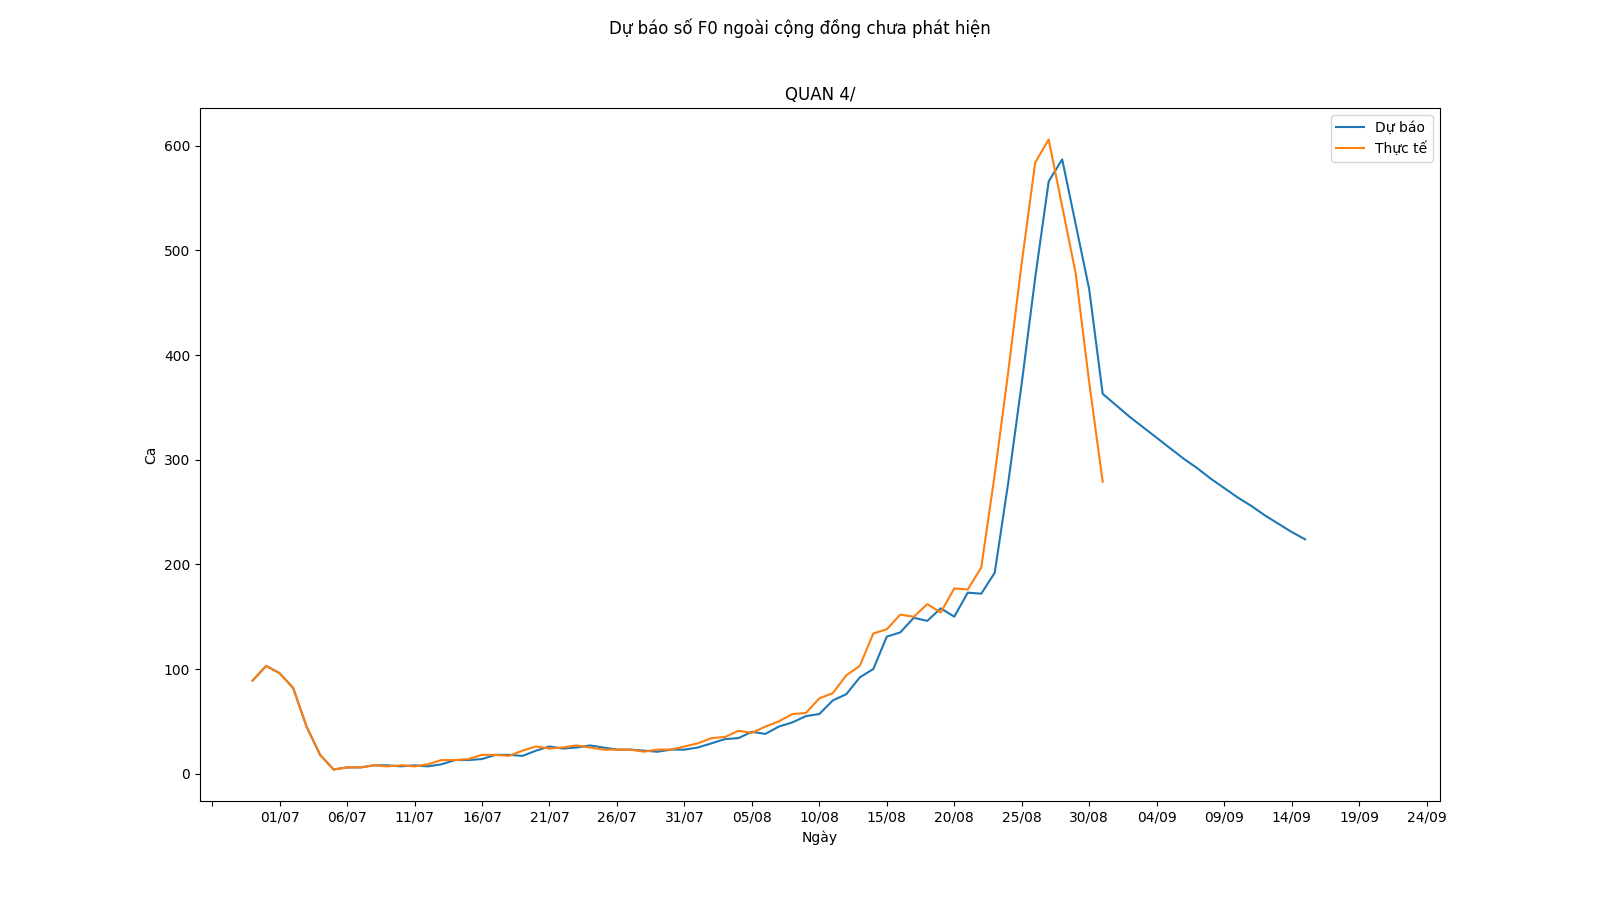 Dự báo số F0 ngoài cộng đồng chưa phát hiện
QUAN 4/
Dự báo
Thực tế
600
500
400
300
200
100
0
Ca
01/07 06/07 11/07 16/07 21/07 26/07 31/07 05/08 10/08 15/08 20/08 25/08 30/08 04/09 09/09 14/09 19/09 24/09
Ngày